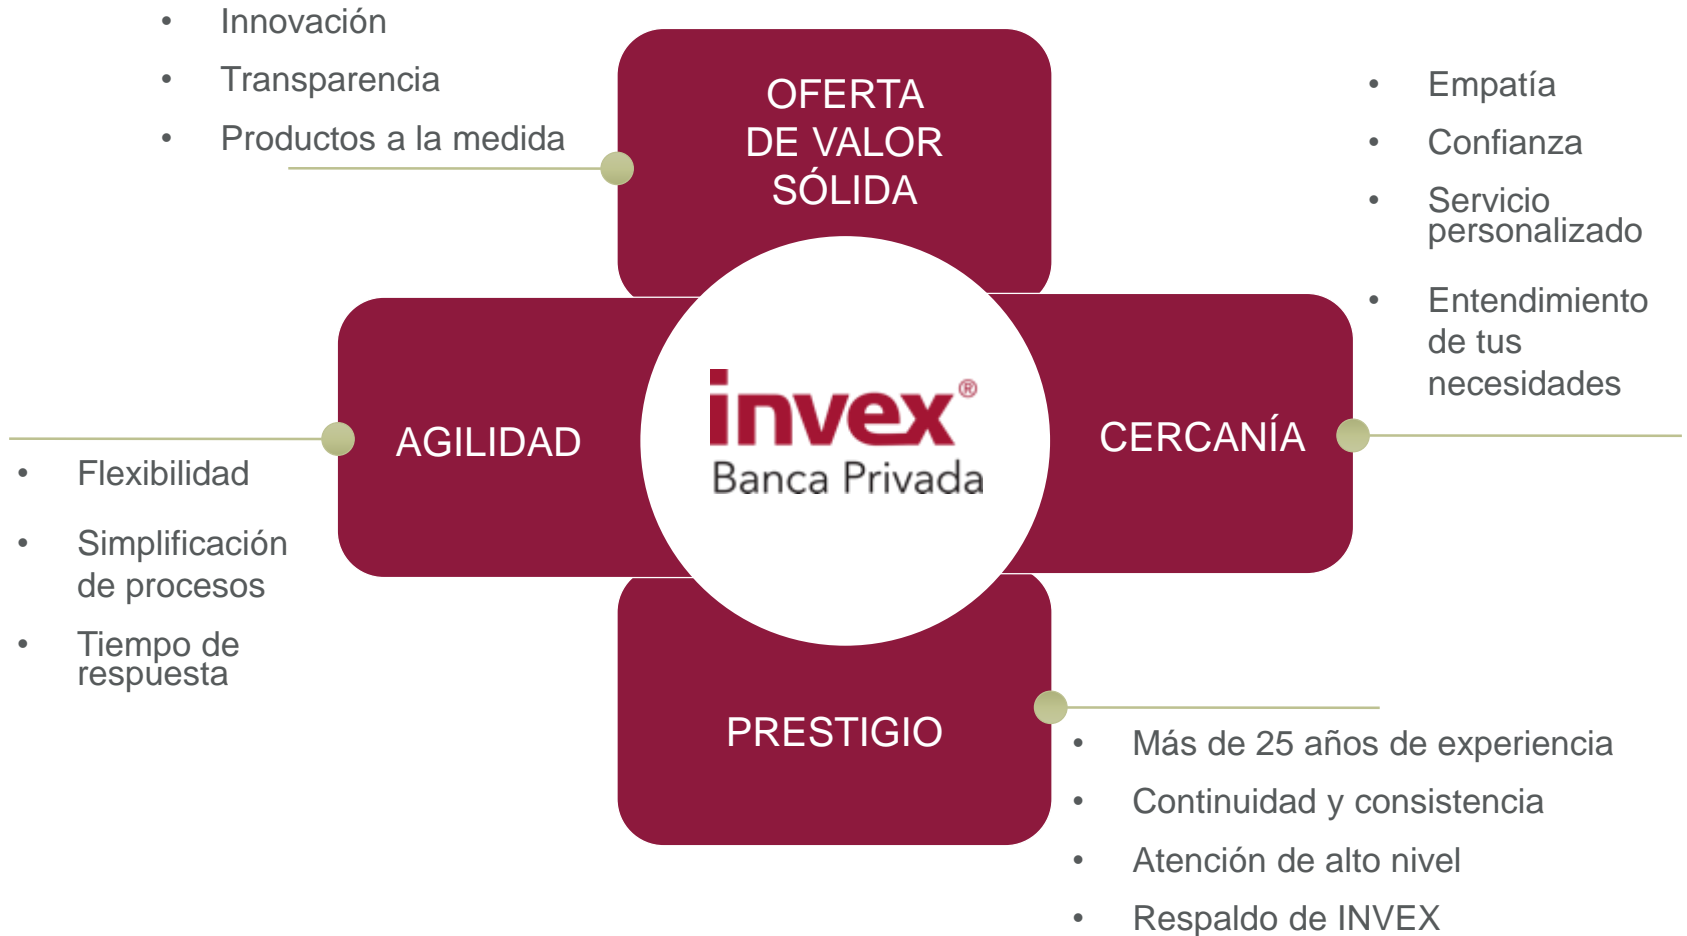 • Innovación
• Transparencia
• Productos a la medida
OFERTA
DE VALOR
SÓLIDA
• Empatía
• Confianza
• Servicio
personalizado
• Entendimiento
de tus
necesidades
AGILIDAD
invex®
Banca Privada
CERCANÍA
• Flexibilidad
• Simplificación
de procesos
• Tiempo de
respuesta
PRESTIGIO
• Más de 25 años de experiencia
• Continuidad y consistencia
• Atención de alto nivel
• Respaldo de INVEX